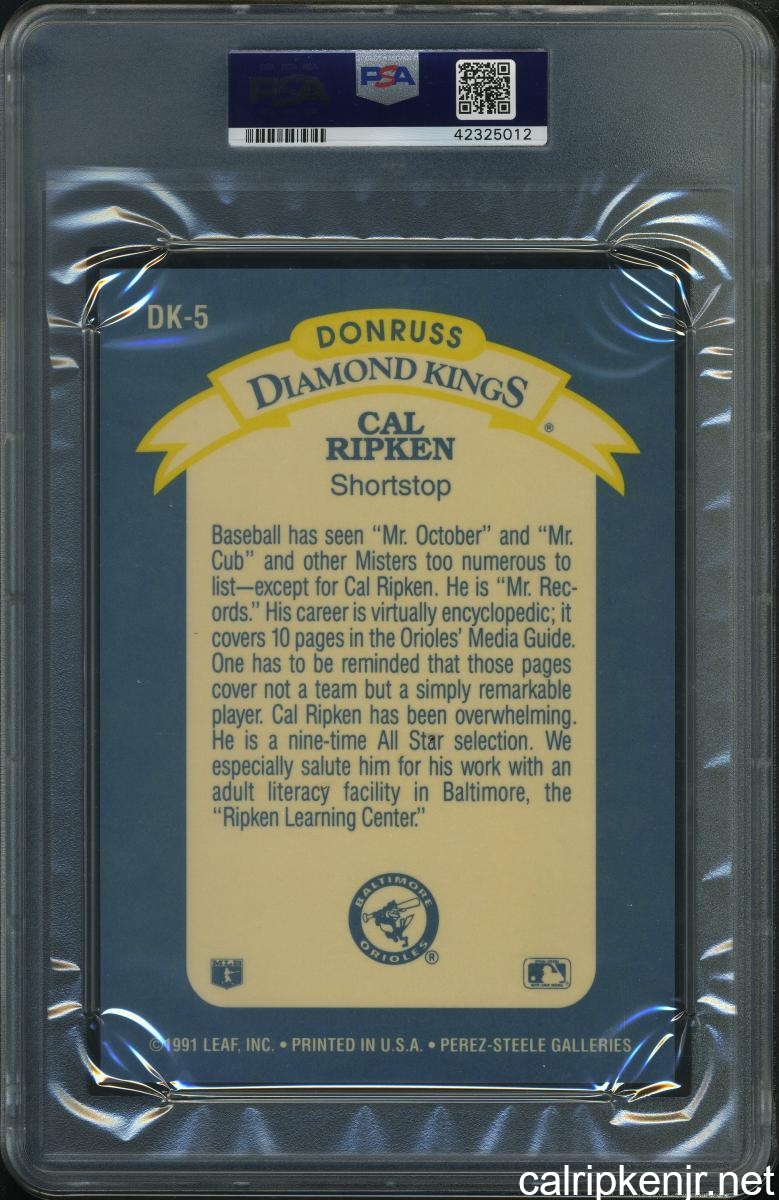 PSA
PSA
42325012
DK-5
DONRUSS
DIAMOND KINGS
®
CAL
RIPKEN
Shortstop
Baseball has seen “Mr. October” and “Mr.
Cub” and other Misters too numerous to
list—except for Cal Ripken. He is “Mr. Rec-
ords.” His career is virtually encyclopedic; it
covers 10 pages in the Orioles’ Media Guide.
One has to be reminded that those pages
cover not a team but a simply remarkable
player. Cal Ripken has been overwhelming.
He is a nine-time All Star selection. We
especially salute him for his work with an
adult literacy facility in Baltimore, the
“Ripken Learning Center.”
BALTIMORE
ORIOLES
®
MLB
©1991 LEAF, INC. • PRINTED IN U.S.A. • PEREZ-STEELE GALLERIES
calripkenjr.net